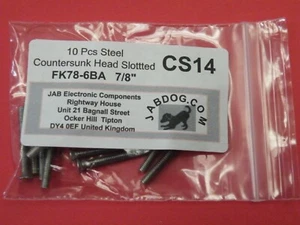 10 Pcs Steel
Countersunk Head Slottted
CS14
FK78-6BA 7/8"
JAB Electronic Components
Rightway House
Unit 21 Bagnall Street
Ocker Hill Tipton
DY4 0EF United Kingdom
JABDOG.COM